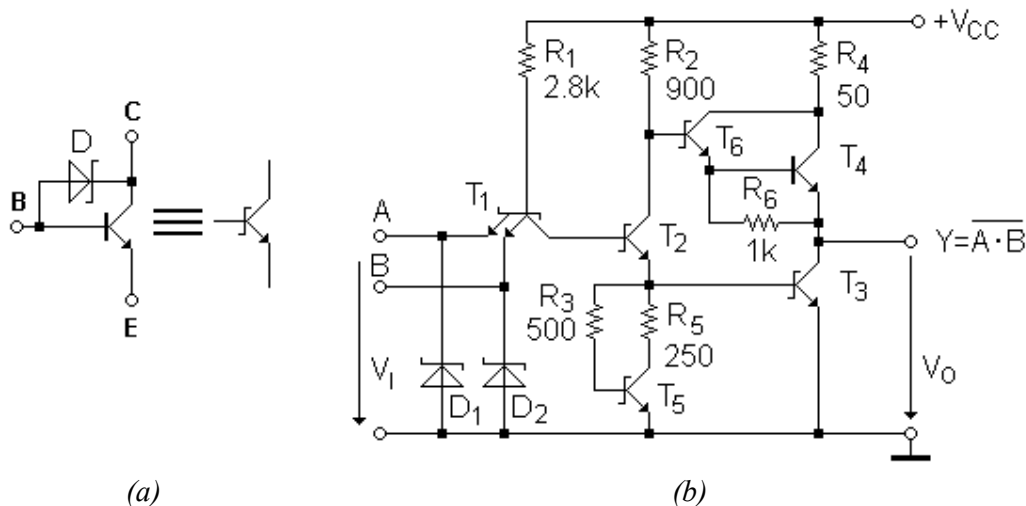 C
D
B
E
(a)
+VCC
R1
2.8k
R2
900
R4
50
T6
T4
R6
1k
T1
A
B
T2
Y=A·B
R3
500
R5
250
T3
VI
VO
D1
D2
T5
(b)